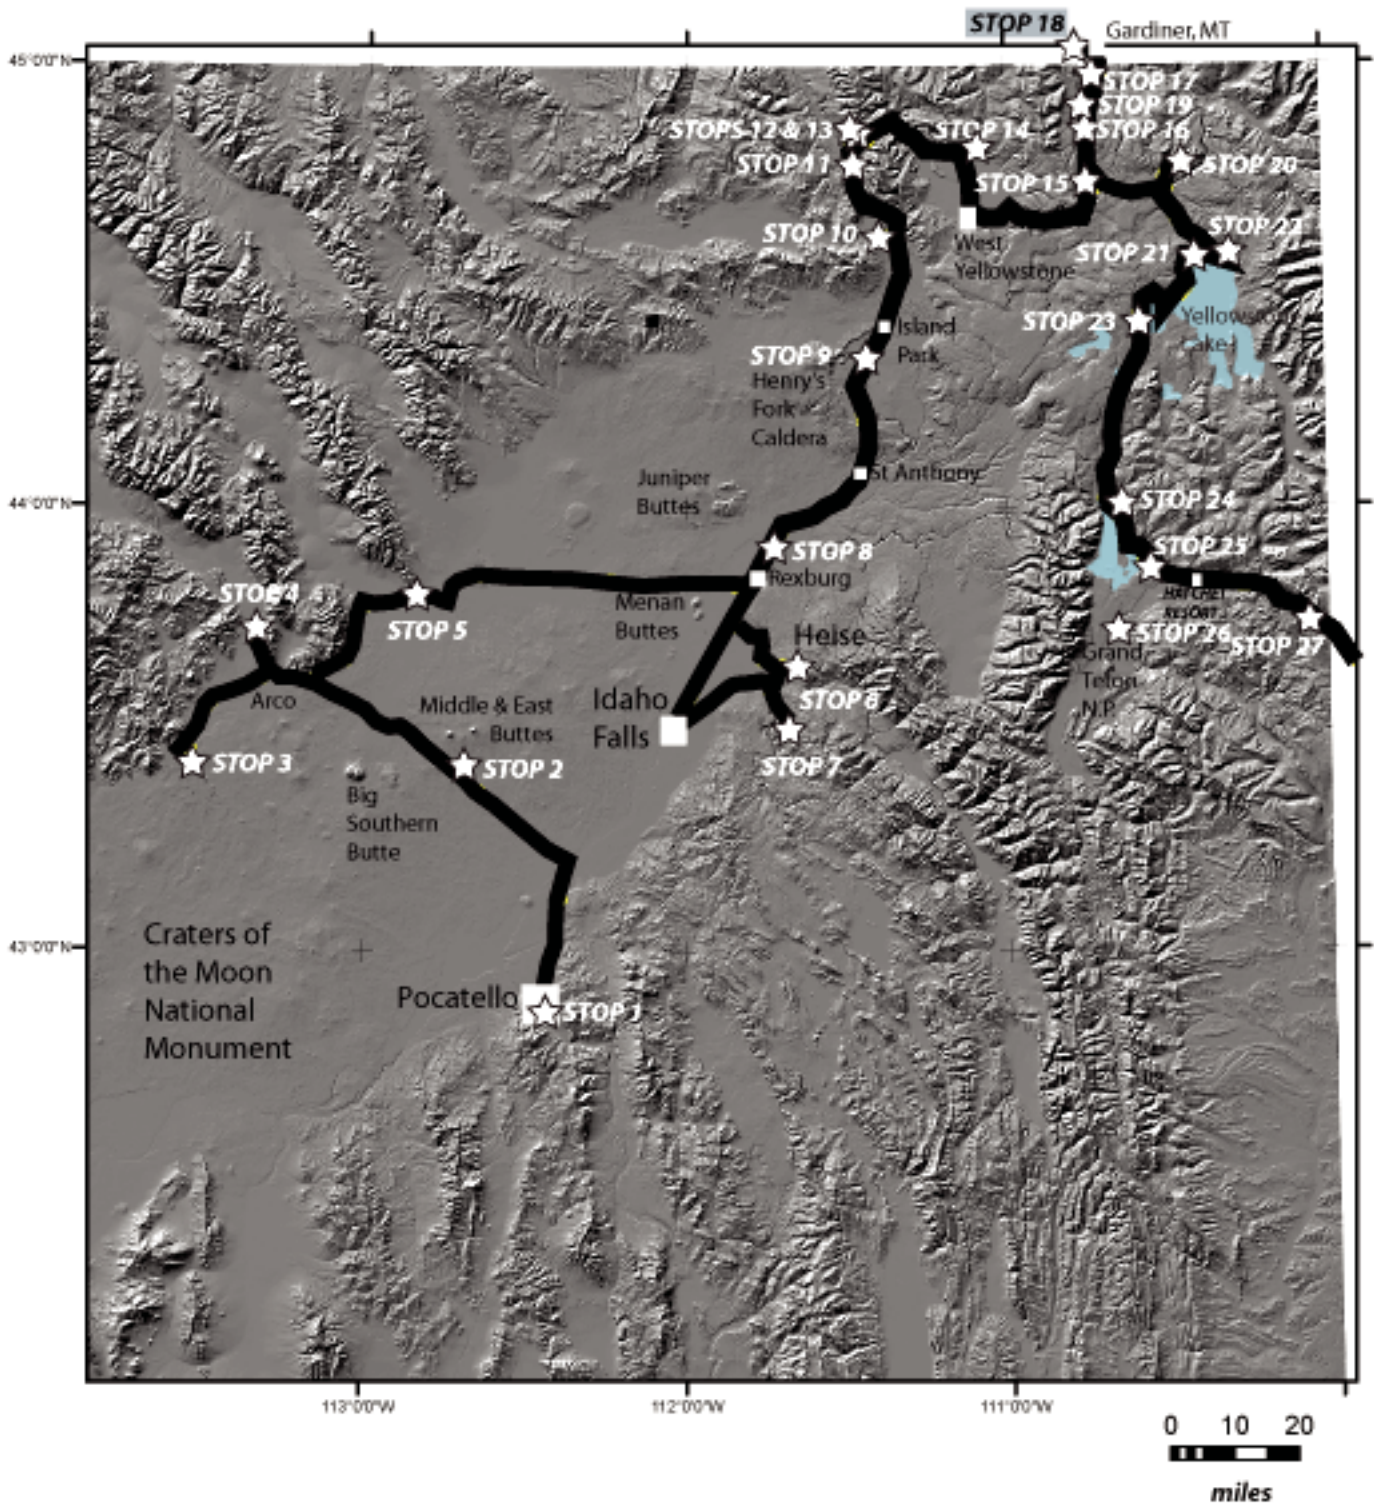 STOP 18
Gardiner, MT
45°0'0"N
STOP 17
STOP 19
STOPS 12 & 13
STOP 14
STOP 16
STOP 11
STOP 15
STOP 20
STOP 10
STOP 22
West
Yellowstone
STOP 21
STOP 23
Island
Park
STOP 9
Henry's
Fork
Caldera
St Anthony
Juniper
Buttes
44°0'0"N
STOP 24
STOP 8
STOP 25
Rexburg
HATCHET
RESORT
STOP 4
STOP 5
Menan
Buttes
Heise
STOP 26
STOP 27
Grand
Teton
N.P.
Arco
Middle & East
Buttes
Idaho
Falls
STOP 6
STOP 3
STOP 2
STOP 7
Big
Southern
Butte
Craters of
the Moon
National
Monument
43°0'0"N
Pocatello
STOP 1
113°0'0"W
112°0'0"W
111°0'0"W
0 10 20
miles